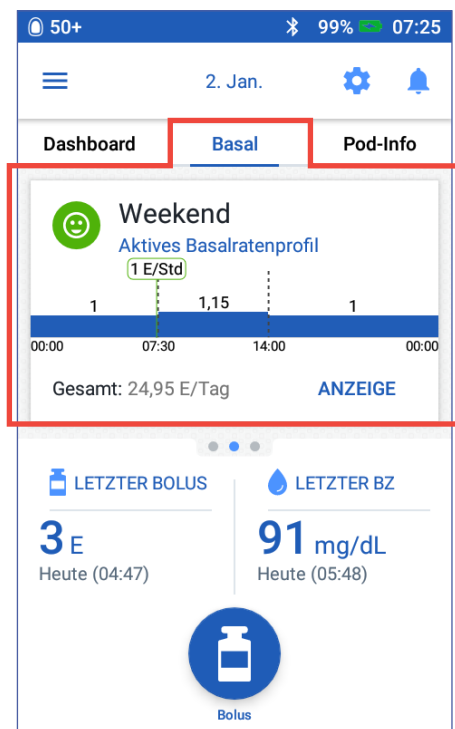 50+ 99% 07:25
2. Jan.
Dashboard Basal Pod-Info
Weekend
Aktives Basalratenprofil
1 E/Std
1 1,15 1
00:00 07:30 14:00 00:00
Gesamt: 24,95 E/Tag ANZEIGE
LETZTER BOLUS LETZTER BZ
3 E 91 mg/dL
Heute (04:47) Heute (05:48)
Bolus